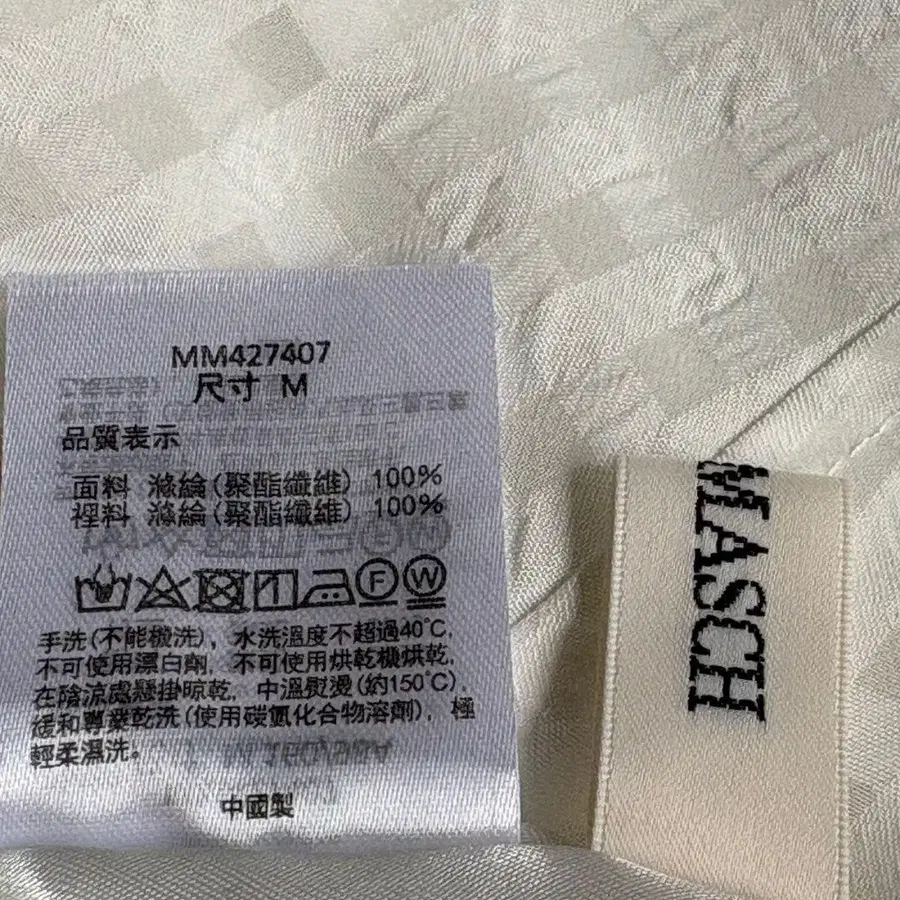 MM427407
尺寸 M
品質表示
面料 滌綸(聚酯纖維) 100%
裡料 滌綸(聚酯纖維) 100%
F W
手洗(不能機洗), 水洗溫度不超過40℃,
不可使用漂白劑, 不可使用烘乾機烘乾,
在陰涼處懸掛晾乾, 中溫熨燙(約150℃),
緩和專業乾洗(使用碳氫化合物溶劑), 極
輕柔濕洗。
中國製
MASCH